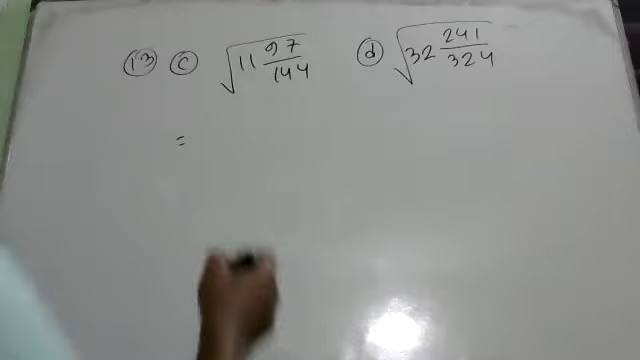 (13) (c) √11 97/144 (d) √32 241/324
=